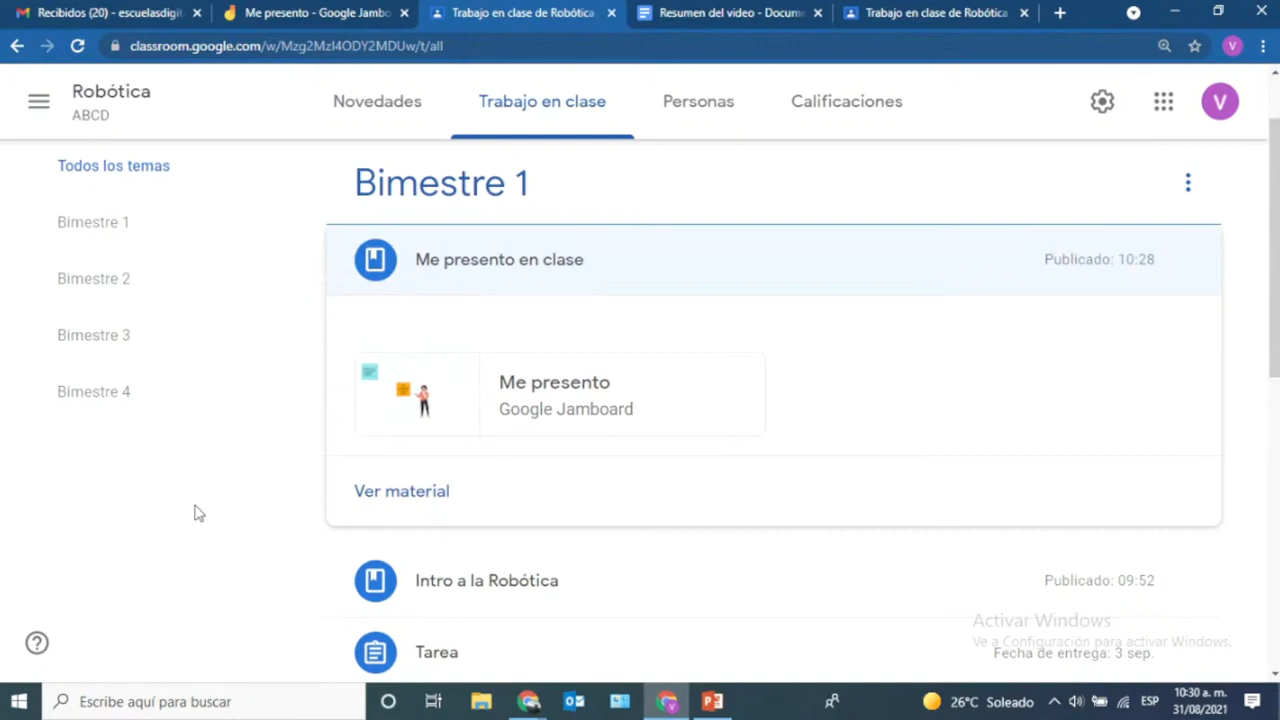 Recibidos (20) - escuelasdigit
Me presento - Google Jambo
Trabajo en clase de Robótica
Resumen del video - Docume
Trabajo en clase de Robótica
classroom.google.com/w/Mzg2MzI4ODY2MDUw/t/all
V
Robótica
ABCD
Novedades
Trabajo en clase
Personas
Calificaciones
V
Todos los temas
Bimestre 1
Bimestre 2
Bimestre 3
Bimestre 4
Bimestre 1
Me presento en clase
Publicado: 10:28
Me presento
Google Jamboard
Ver material
Intro a la Robótica
Publicado: 09:52
Tarea
Fecha de entrega: 3 sep.
Activar Windows
Ve a Configuración para activar Windows.
Escribe aquí para buscar
26°C Soleado
ESP
10:30 a. m.
31/08/2021